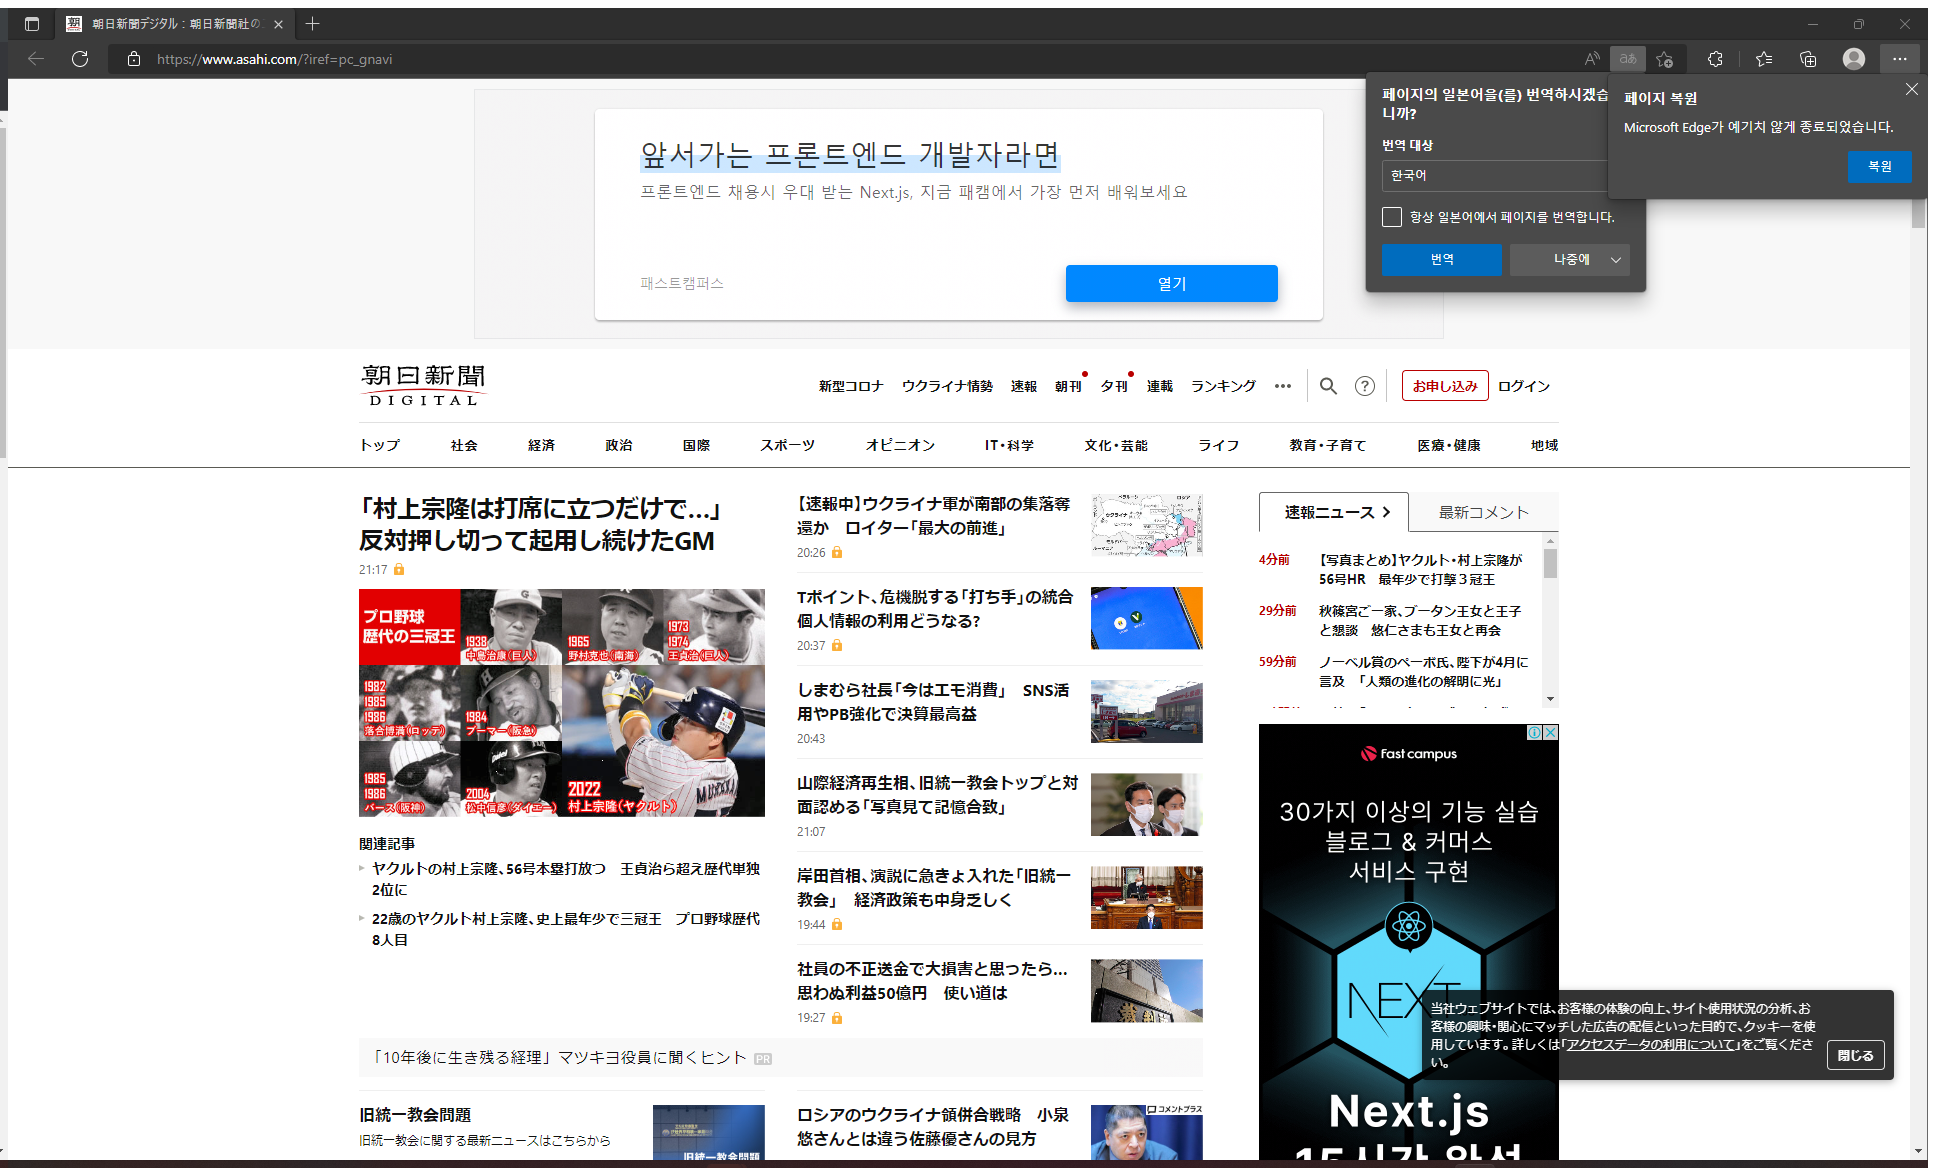 朝日新聞デジタル：朝日新聞社の
https://www.asahi.com/?iref=pc_gnavi
앞서가는 프론트엔드 개발자라면
프론트엔드 채용시 우대 받는 Next.js, 지금 패캠에서 가장 먼저 배워보세요
패스트캠퍼스
열기
페이지의 일본어을(를) 번역하시겠습
니까?
번역 대상
한국어
항상 일본어에서 페이지를 번역합니다.
번역
나중에
페이지 복원
Microsoft Edge가 예기치 않게 종료되었습니다.
복원
朝日新聞
DIGITAL
新型コロナ ウクライナ情勢 速報 朝刊 夕刊 連載 ランキング
お申し込み ログイン
トップ 社会 経済 政治 国際 スポーツ オピニオン IT・科学 文化・芸能 ライフ 教育・子育て 医療・健康 地域
「村上宗隆は打席に立つだけで…」
反対押し切って起用し続けたGM
21:17
プロ野球
歴代の三冠王
1938
中島治康(巨人)
1965
野村克也(南海)
1973
1974
王貞治(巨人)
1982
1985
1986
落合博満(ロッテ)
1984
ブーマー(阪急)
1985
1986
バース(阪神)
2004
松中信彦(ダイエー)
2022
村上宗隆(ヤクルト)
関連記事
ヤクルトの村上宗隆、56号本塁打放つ　王貞治ら超え歴代単独
2位に
22歳のヤクルト村上宗隆、史上最年少で三冠王　プロ野球歴代
8人目
【速報中】ウクライナ軍が南部の集落奪
還か　ロイター「最大の前進」
20:26
Tポイント、危機脱する「打ち手」の統合
個人情報の利用どうなる?
20:37
しまむら社長「今はエモ消費」　SNS活
用やPB強化で決算最高益
20:43
山際経済再生相、旧統一教会トップと対
面認める「写真見て記憶合致」
21:07
岸田首相、演説に急きょ入れた「旧統一
教会」　経済政策も中身乏しく
19:44
社員の不正送金で大損害と思ったら…
思わぬ利益50億円　使い道は
19:27
「10年後に生き残る経理」マツキヨ役員に聞くヒント PR
旧統一教会問題
旧統一教会に関する最新ニュースはこちらから
旧統一教会問題
ロシアのウクライナ領併合戦略　小泉
悠さんとは違う佐藤優さんの見方
コメントプラス
速報ニュース
最新コメント
4分前
【写真まとめ】ヤクルト・村上宗隆が
56号HR　最年少で打撃３冠王
29分前
秋篠宮ご一家、ブータン王女と王子
と懇談　悠仁さまも王女と再会
59分前
ノーベル賞のペーボ氏、陛下が4月に
言及　「人類の進化の解明に光」
Fast campus
30가지 이상의 기능 실습
블로그 & 커머스
서비스 구현
NEXT
Next.js
15시간 완성
当社ウェブサイトでは、お客様の体験の向上、サイト使用状況の分析、お
客様の興味・関心にマッチした広告の配信といった目的で、クッキーを使
用しています。詳しくは「アクセスデータの利用について」をご覧くださ
い。
閉じる